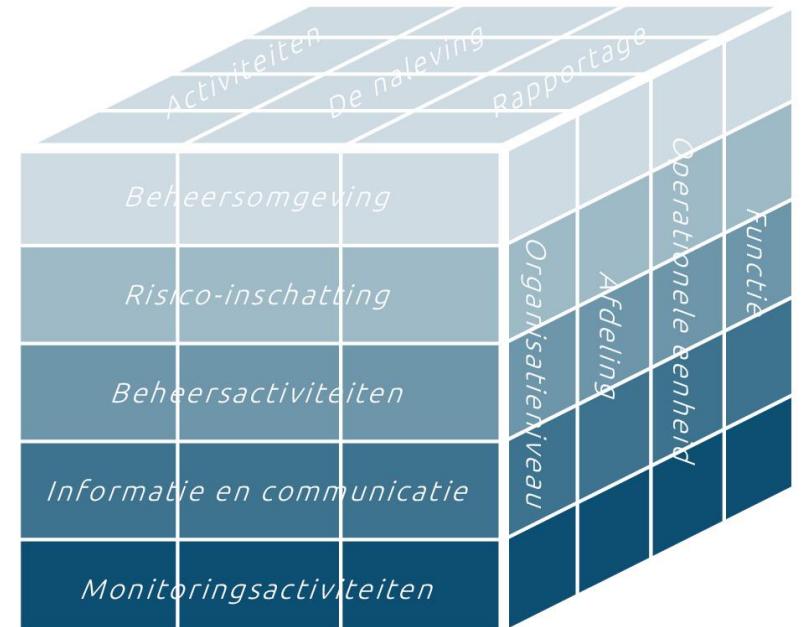 Activiteiten
De naleving
Rapportage
Beheersomgeving
Risico-inschatting
Beheersactiviteiten
Informatie en communicatie
Monitoringsactiviteiten
Organisatieniveau
Afdeling
Operationele eenheid
Functie